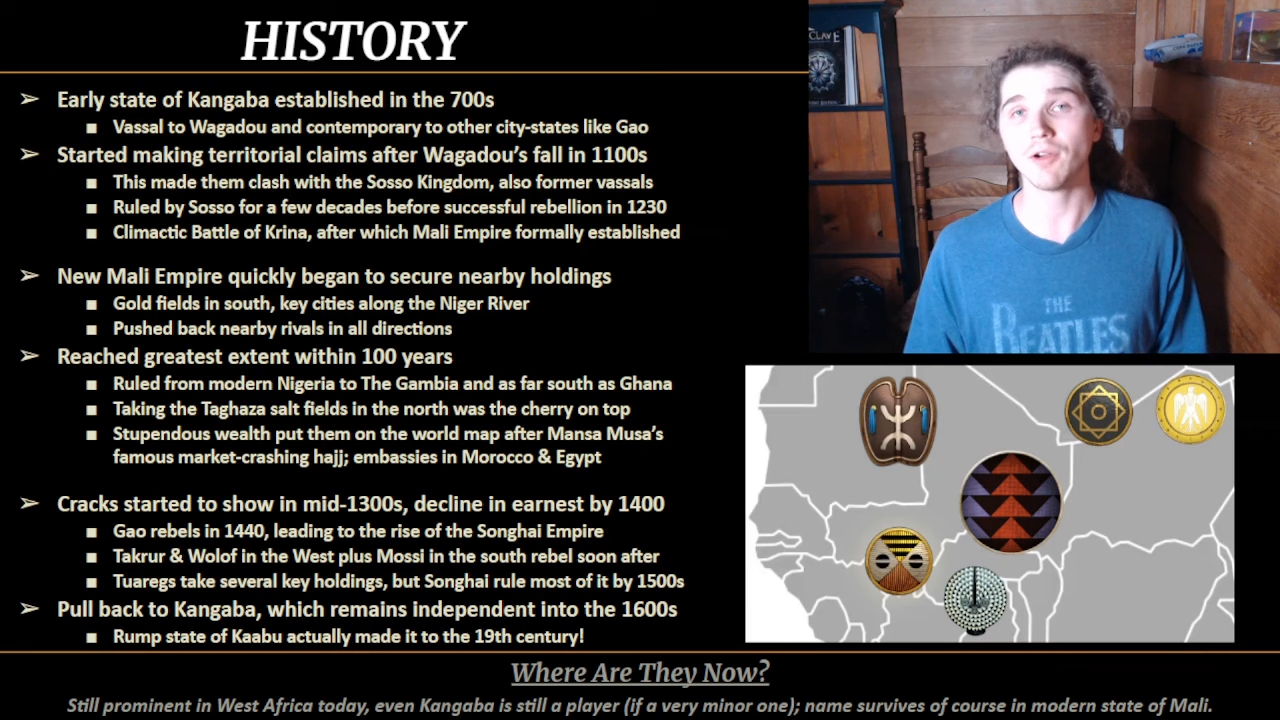 HISTORY
➢ Early state of Kangaba established in the 700s
▪ Vassal to Wagadou and contemporary to other city-states like Gao
➢ Started making territorial claims after Wagadou’s fall in 1100s
▪ This made them clash with the Sosso Kingdom, also former vassals
▪ Ruled by Sosso for a few decades before successful rebellion in 1230
▪ Climactic Battle of Krina, after which Mali Empire formally established
➢ New Mali Empire quickly began to secure nearby holdings
▪ Gold fields in south, key cities along the Niger River
▪ Pushed back nearby rivals in all directions
➢ Reached greatest extent within 100 years
▪ Ruled from modern Nigeria to The Gambia and as far south as Ghana
▪ Taking the Taghaza salt fields in the north was the cherry on top
▪ Stupendous wealth put them on the world map after Mansa Musa’s
famous market-crashing hajj; embassies in Morocco & Egypt
➢ Cracks started to show in mid-1300s, decline in earnest by 1400
▪ Gao rebels in 1440, leading to the rise of the Songhai Empire
▪ Takrur & Wolof in the West plus Mossi in the south rebel soon after
▪ Tuaregs take several key holdings, but Songhai rule most of it by 1500s
➢ Pull back to Kangaba, which remains independent into the 1600s
▪ Rump state of Kaabu actually made it to the 19th century!
THE
BEATLES
Where Are They Now?
Still prominent in West Africa today, even Kangaba is still a player (if a very minor one); name survives of course in modern state of Mali.